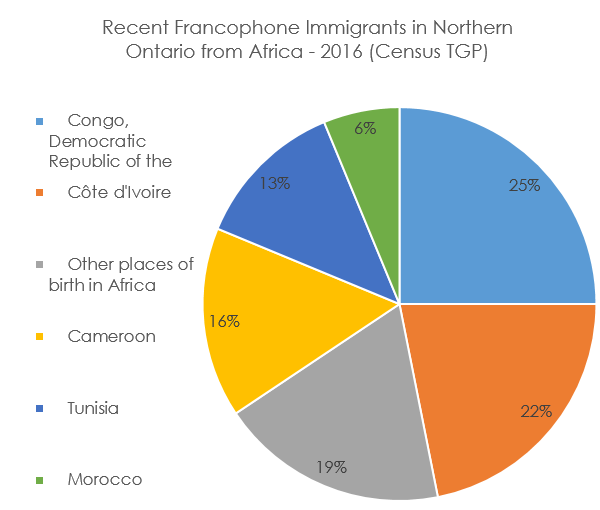 Recent Francophone Immigrants in Northern
Ontario from Africa - 2016 (Census TGP)
Congo,
Democratic
Republic of the
Côte d'Ivoire
Other places of
birth in Africa
Cameroon
Tunisia
Morocco
6%
25%
13%
16%
22%
19%